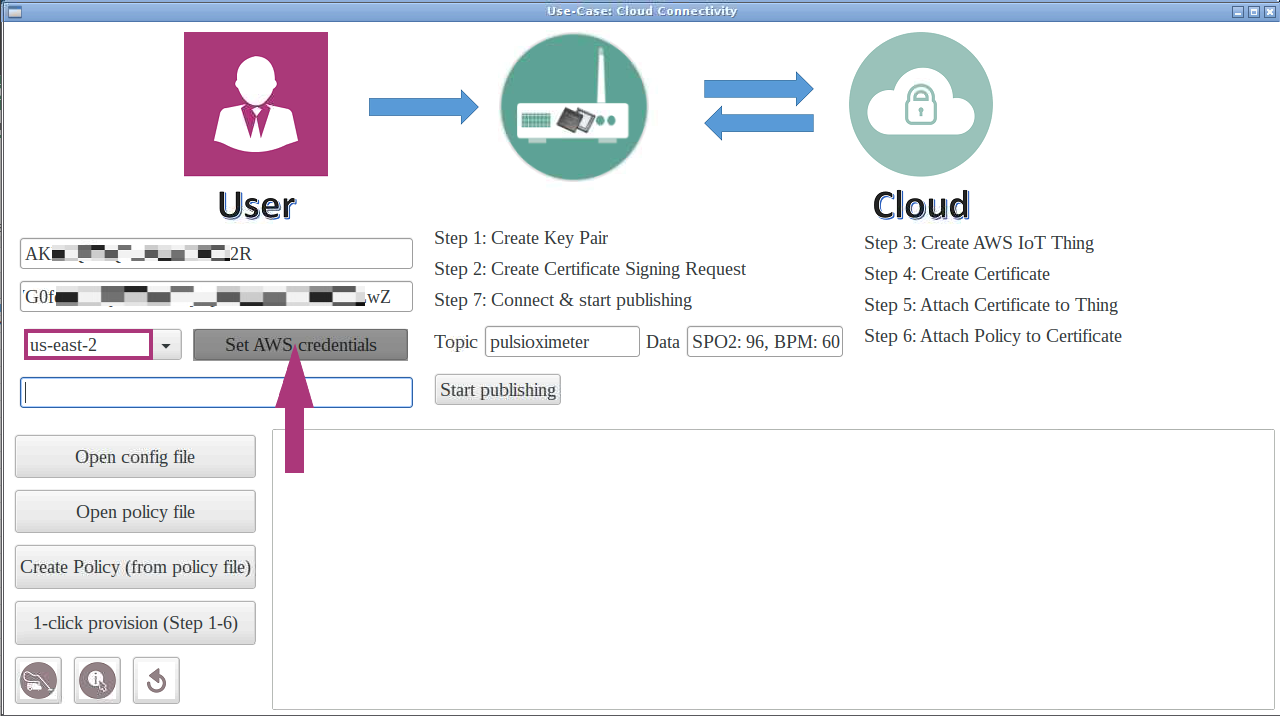 Use-Case: Cloud Connectivity
User
Cloud
Step 1: Create Key Pair
Step 2: Create Certificate Signing Request
Step 7: Connect & start publishing
Step 3: Create AWS IoT Thing
Step 4: Create Certificate
Step 5: Attach Certificate to Thing
Step 6: Attach Policy to Certificate
AK 2R
G0f wZ
us-east-2
Set AWS credentials
Topic pulsioximeter Data SPO2: 96, BPM: 60
Start publishing
Open config file
Open policy file
Create Policy (from policy file)
1-click provision (Step 1-6)